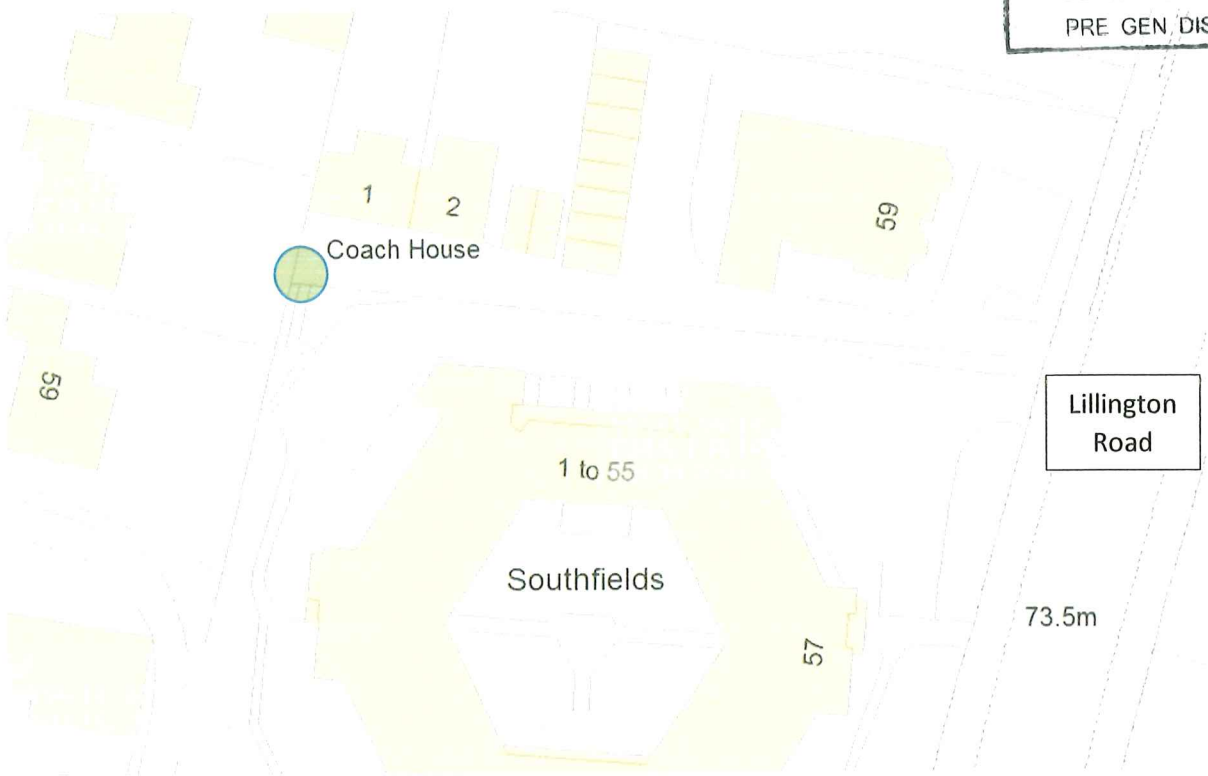 PRE GEN DIS
1
2
59
Coach House
59
Lillington
Road
1 to 55
Southfields
73.5m
57